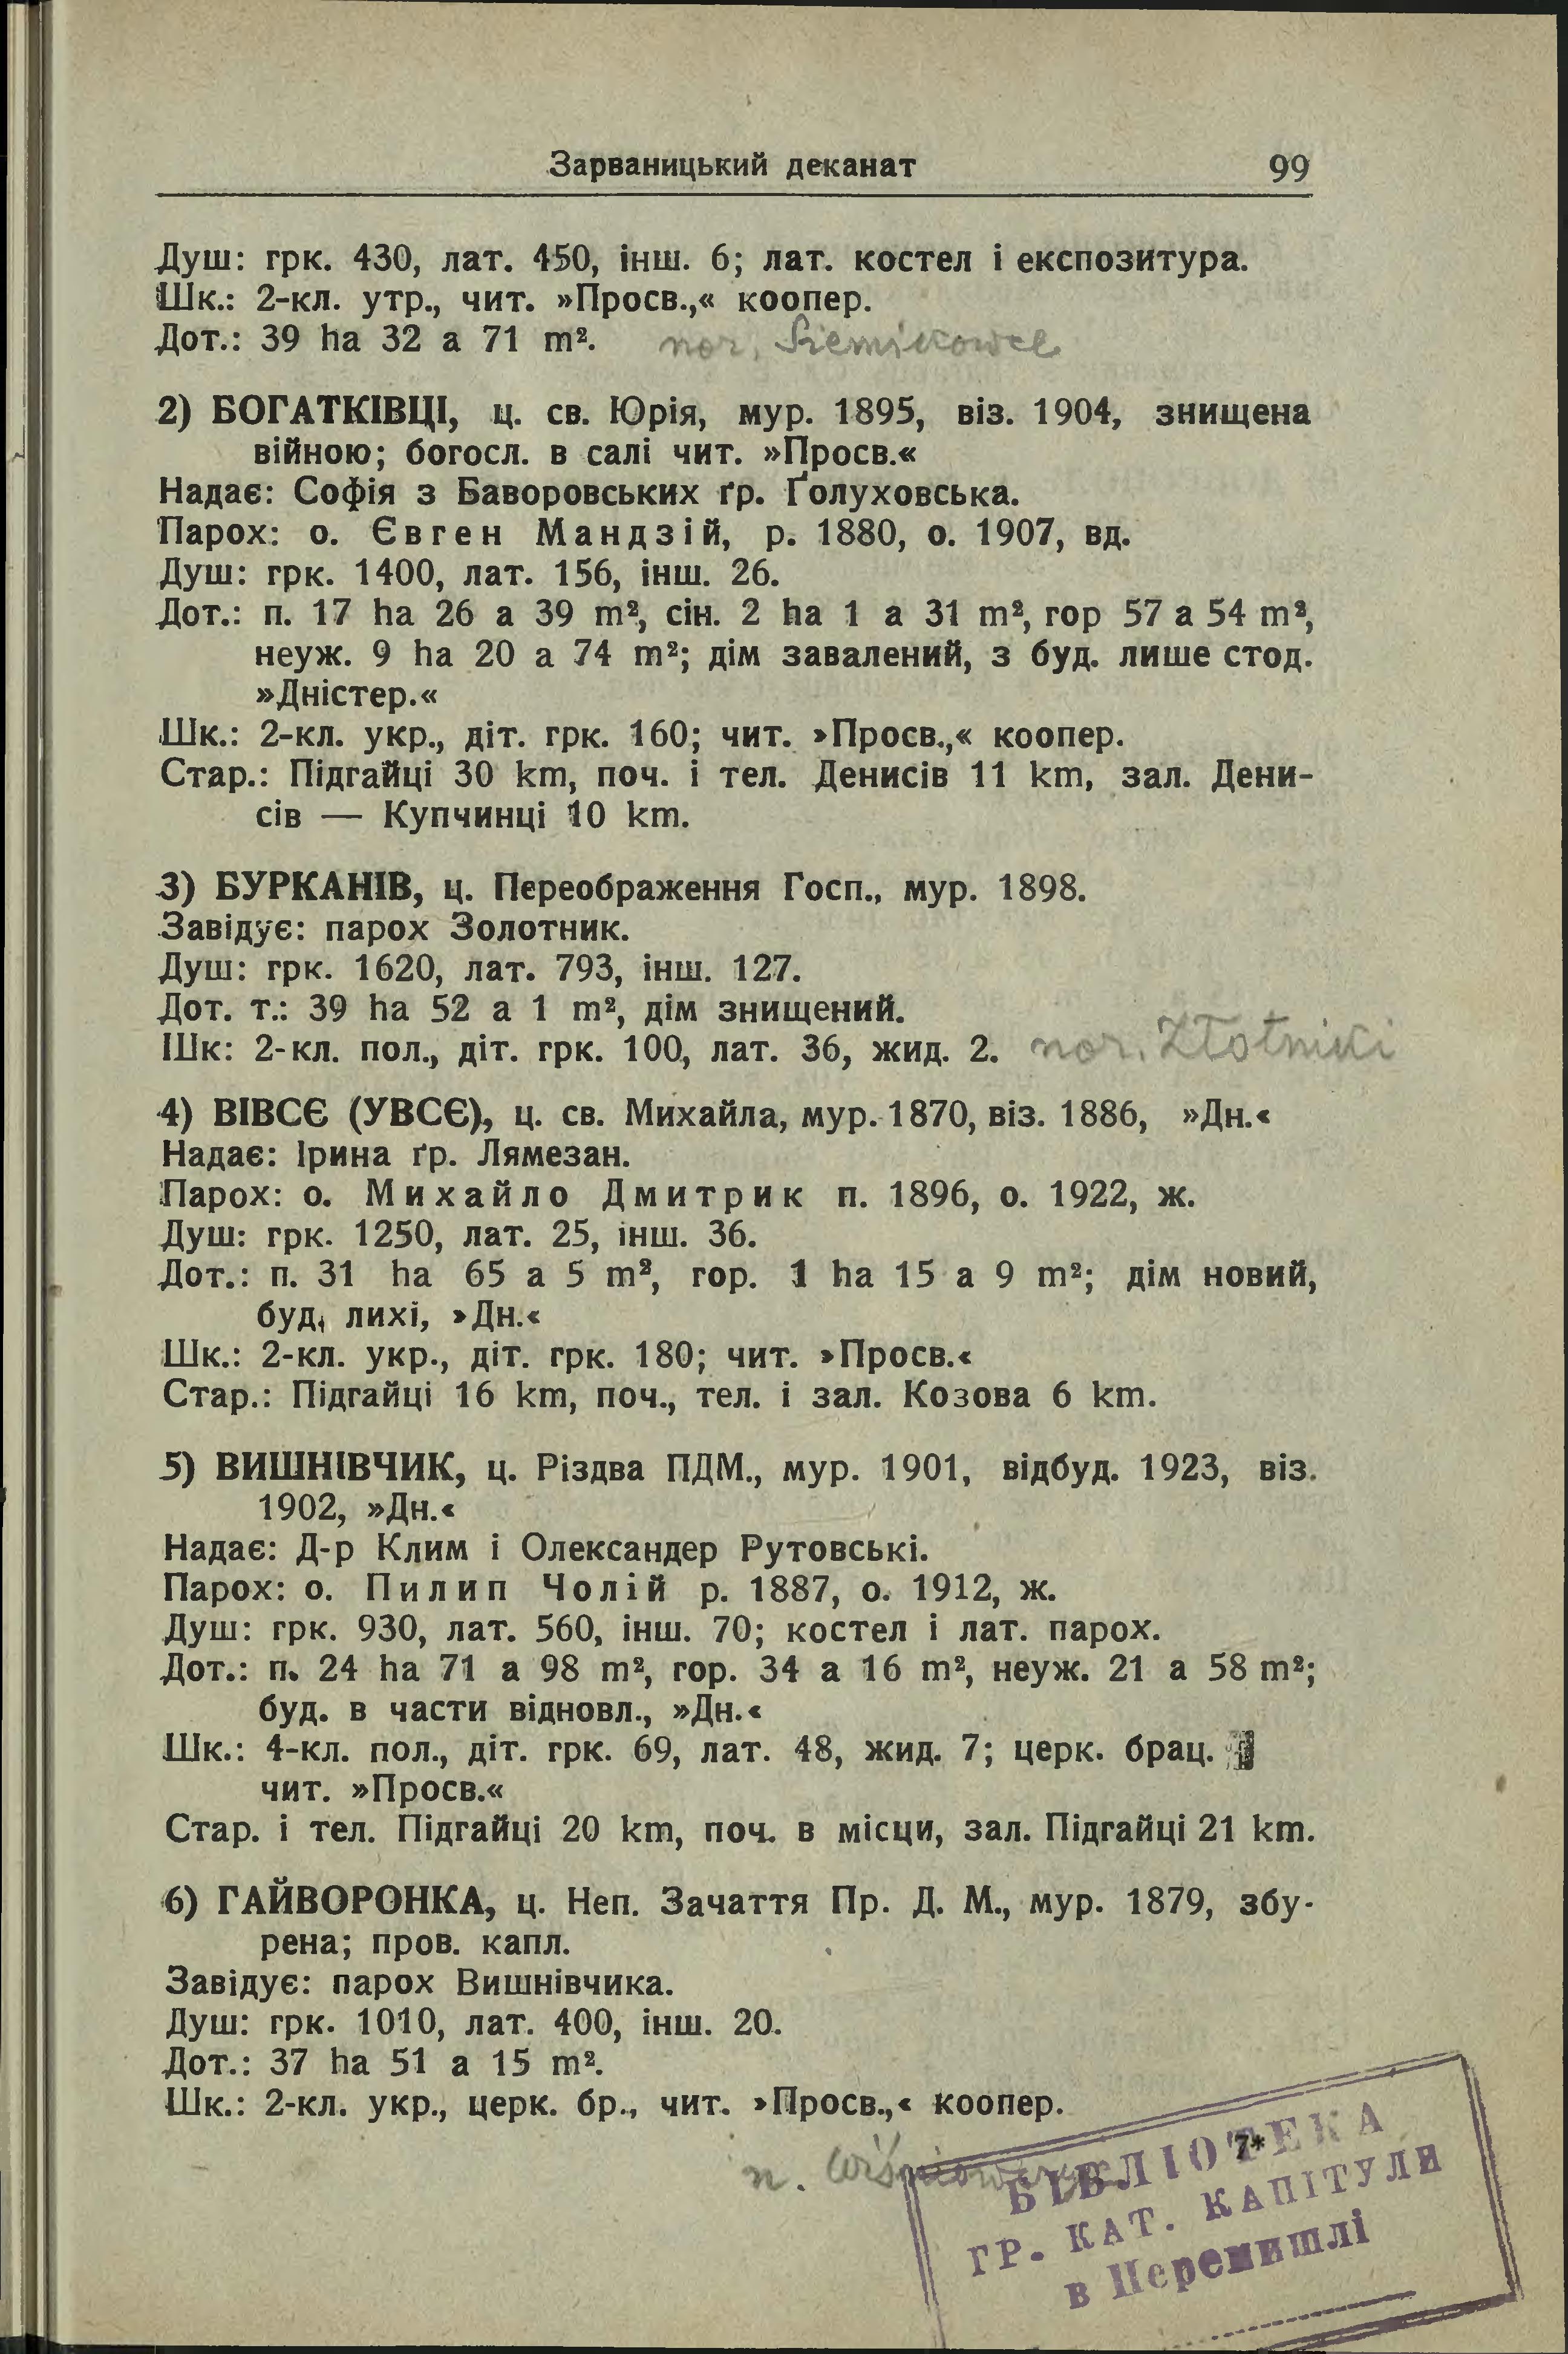 Зарваницький деканат 99
Душ: грк. 430, лат. 450, інш. 6; лат. костел і експозитура.
Шк.: 2-кл. утр., чит. »Просв.,« коопер.
Дот.: 39 ha 32 a 71 m². nor, Siemikowce
2) БОГАТКІВЦІ, ц. св. Юрія, мур. 1895, віз. 1904, знищена
війною; богосл. в салі чит. »Просв.«
Надає: Софія з Баворовських ґр. Ґолуховська.
Парох: о. Євген Мандзій, р. 1880, о. 1907, вд.
Душ: грк. 1400, лат. 156, інш. 26.
Дот.: п. 17 ha 26 a 39 m², сін. 2 ha 1 a 31 m², гор 57 a 54 m²,
неуж. 9 ha 20 a 74 m²; дім завалений, з буд. лише стод.
»Дністер.«
Шк.: 2-кл. укр., діт. грк. 160; чит. »Просв.,« коопер.
Стар.: Підгайці 30 km, поч. і тел. Денисів 11 km, зал. Дени-
сів — Купчинці 10 km.
3) БУРКАНІВ, ц. Переображення Госп., мур. 1898.
Завідує: парох Золотник.
Душ: грк. 1620, лат. 793, інш. 127.
Дот. т.: 39 ha 52 a 1 m², дім знищений.
Шк: 2-кл. пол., діт. грк. 100, лат. 36, жид. 2. nor. Złotniki
4) ВІВСЄ (УВСЄ), ц. св. Михайла, мур. 1870, віз. 1886, »Дн.«
Надає: Ірина ґр. Лямезан.
Парох: о. Михайло Дмитрик п. 1896, о. 1922, ж.
Душ: грк. 1250, лат. 25, інш. 36.
Дот.: п. 31 ha 65 a 5 m², гор. 1 ha 15 a 9 m²; дім новий,
буд, лихі, »Дн.«
Шк.: 2-кл. укр., діт. грк. 180; чит. »Просв.«
Стар.: Підгайці 16 km, поч., тел. і зал. Козова 6 km.
5) ВИШНІВЧИК, ц. Різдва ПДМ., мур. 1901, відбуд. 1923, віз.
1902, »Дн.«
Надає: Д-р Клим і Олександер Рутовські.
Парох: о. Пилип Чолій р. 1887, о. 1912, ж.
Душ: грк. 930, лат. 560, інш. 70; костел і лат. парох.
Дот.: п. 24 ha 71 a 98 m², гор. 34 a 16 m², неуж. 21 a 58 m²;
буд. в части відновл., »Дн.«
Шк.: 4-кл. пол., діт. грк. 69, лат. 48, жид. 7; церк. брац.
чит. »Просв.«
Стар. і тел. Підгайці 20 km, поч. в місци, зал. Підгайці 21 km.
6) ГАЙВОРОНКА, ц. Неп. Зачаття Пр. Д. М., мур. 1879, збу-
рена; пров. капл.
Завідує: парох Вишнівчика.
Душ: грк. 1010, лат. 400, інш. 20.
Дот.: 37 ha 51 a 15 m².
Шк.: 2-кл. укр., церк. бр., чит. »Просв.,« коопер.
7*
n.
БІБЛІОТЕКА
ГР. КАТ. КАПІТУЛИ
в Перемишлі